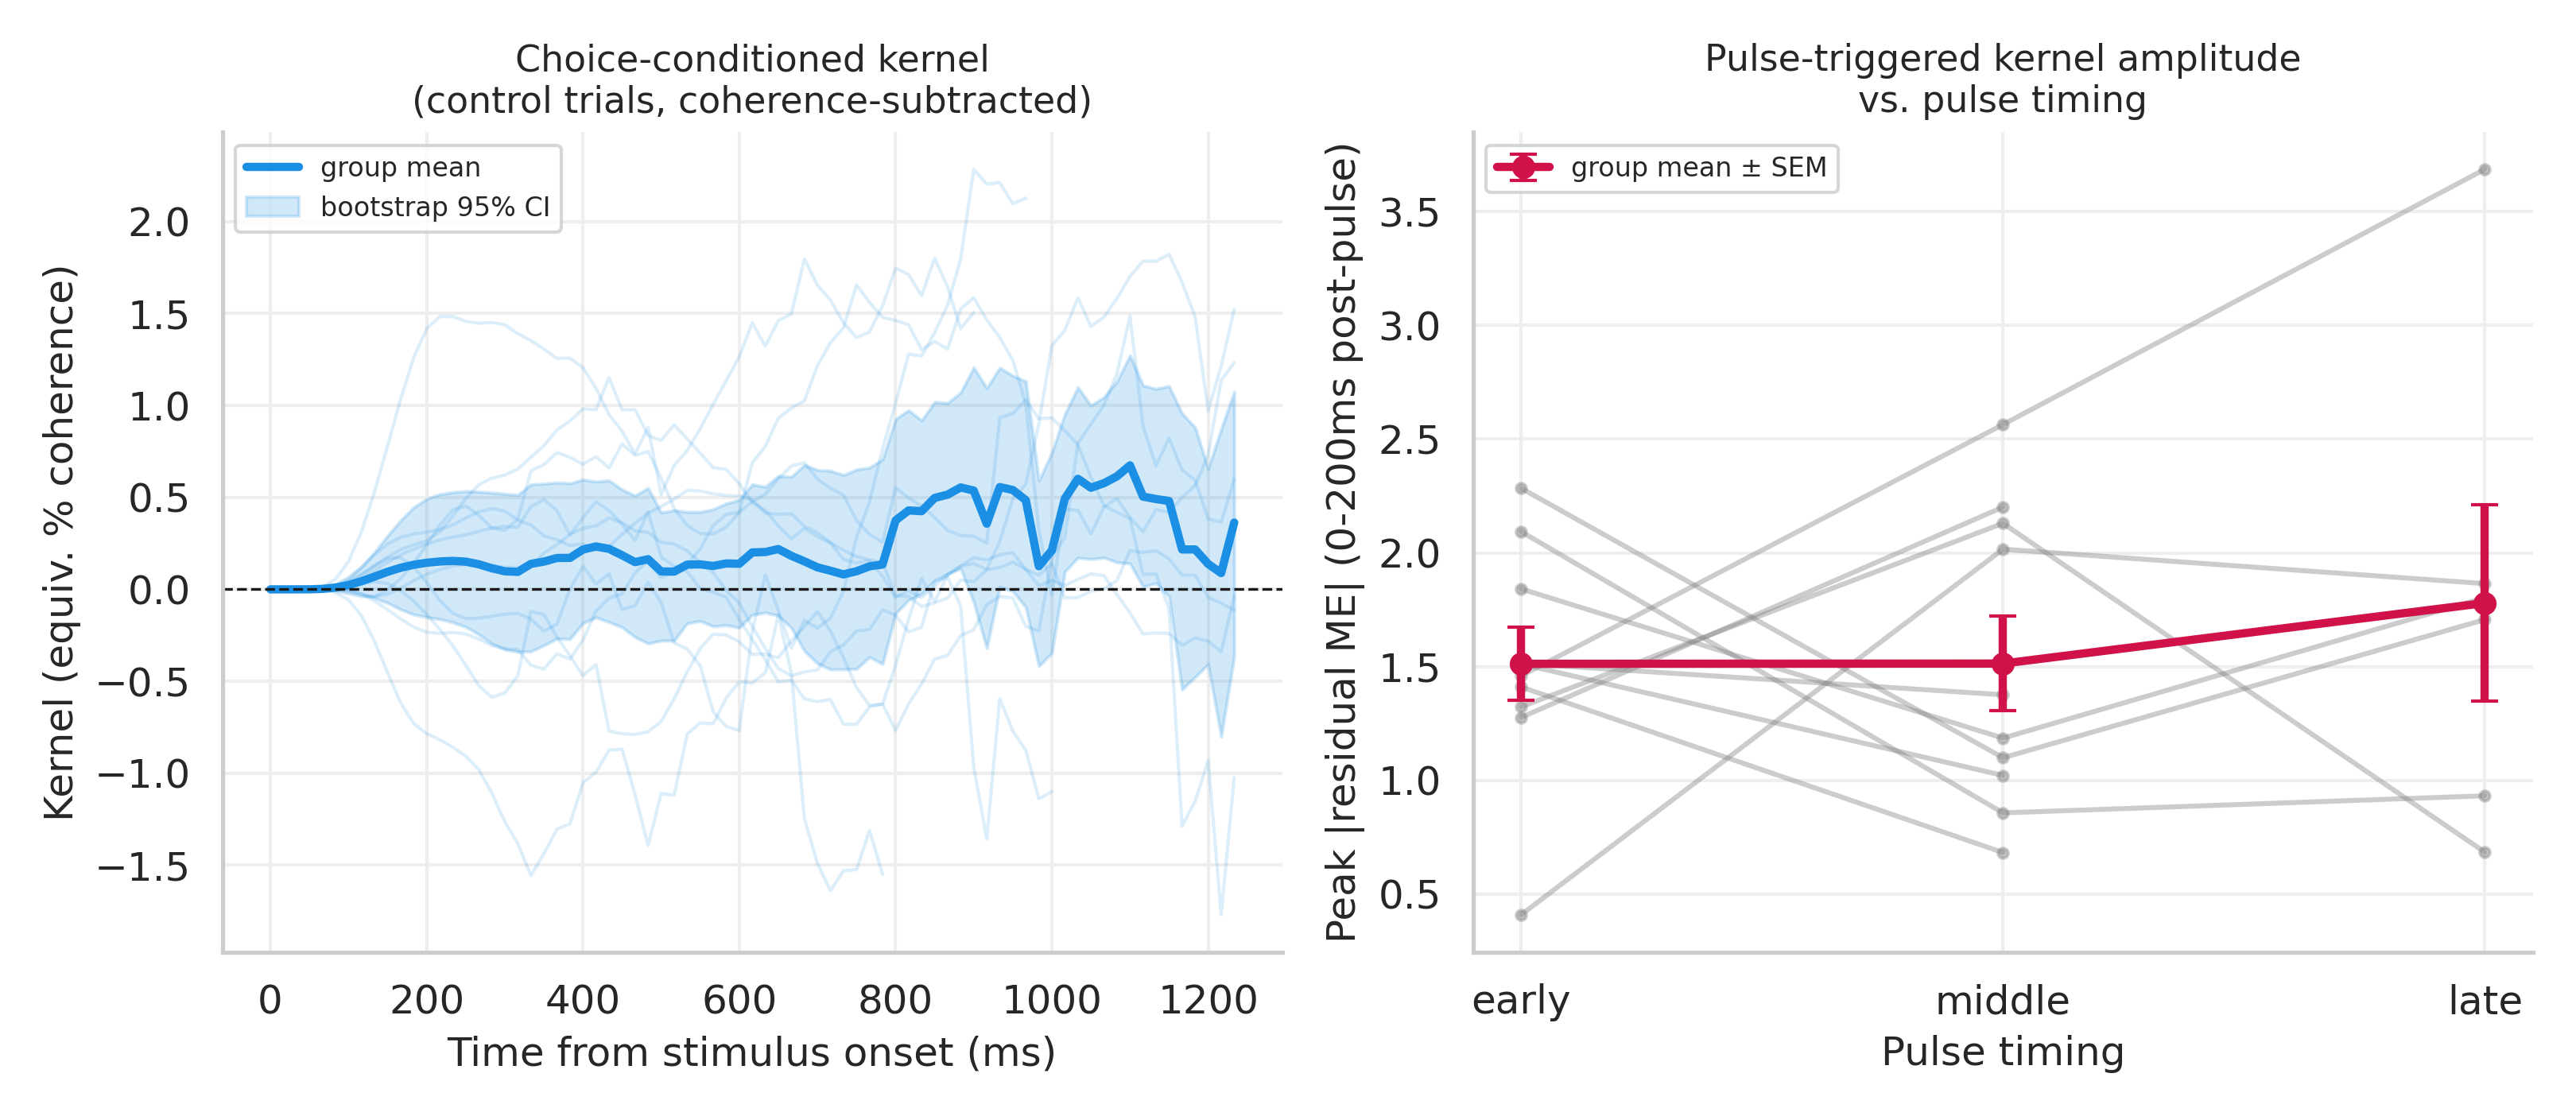 Choice-conditioned kernel
(control trials, coherence-subtracted)
group mean
bootstrap 95% CI
Kernel (equiv. % coherence)
2.0
1.5
1.0
0.5
0.0
−0.5
−1.0
−1.5
0 200 400 600 800 1000 1200
Time from stimulus onset (ms)
Pulse-triggered kernel amplitude
vs. pulse timing
group mean ± SEM
Peak |residual ME| (0-200ms post-pulse)
3.5
3.0
2.5
2.0
1.5
1.0
0.5
early middle late
Pulse timing